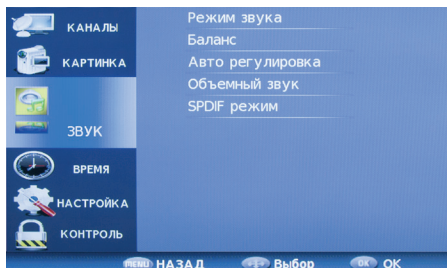 КАНАЛЫ
КАРТИНКА
ЗВУК
ВРЕМЯ
НАСТРОЙКА
КОНТРОЛЬ
Режим звука
Баланс
Авто регулировка
Объемный звук
SPDIF режим
MENU НАЗАД Выбор OK OK